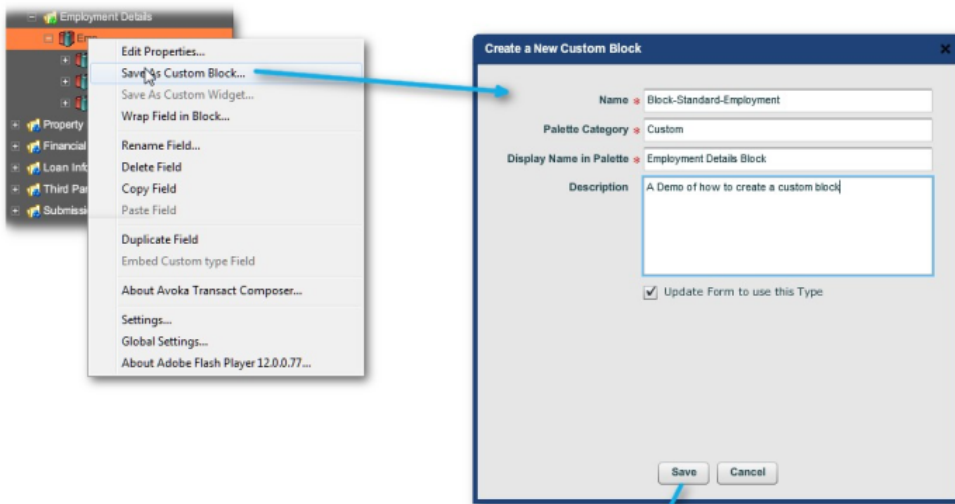 Employment Details
Edit Properties...
Save As Custom Block...
Save As Custom Widget...
Wrap Field in Block...
Rename Field...
Delete Field
Copy Field
Paste Field
Duplicate Field
Embed Custom type Field
About Avoka Transact Composer...
Settings...
Global Settings...
About Adobe Flash Player 12.0.0.77...
Property
Financial
Loan Info
Third Par
Submissi
Create a New Custom Block
Name * Block-Standard-Employment
Palette Category * Custom
Display Name in Palette * Employment Details Block
Description A Demo of how to create a custom block
Update Form to use this Type
Save Cancel